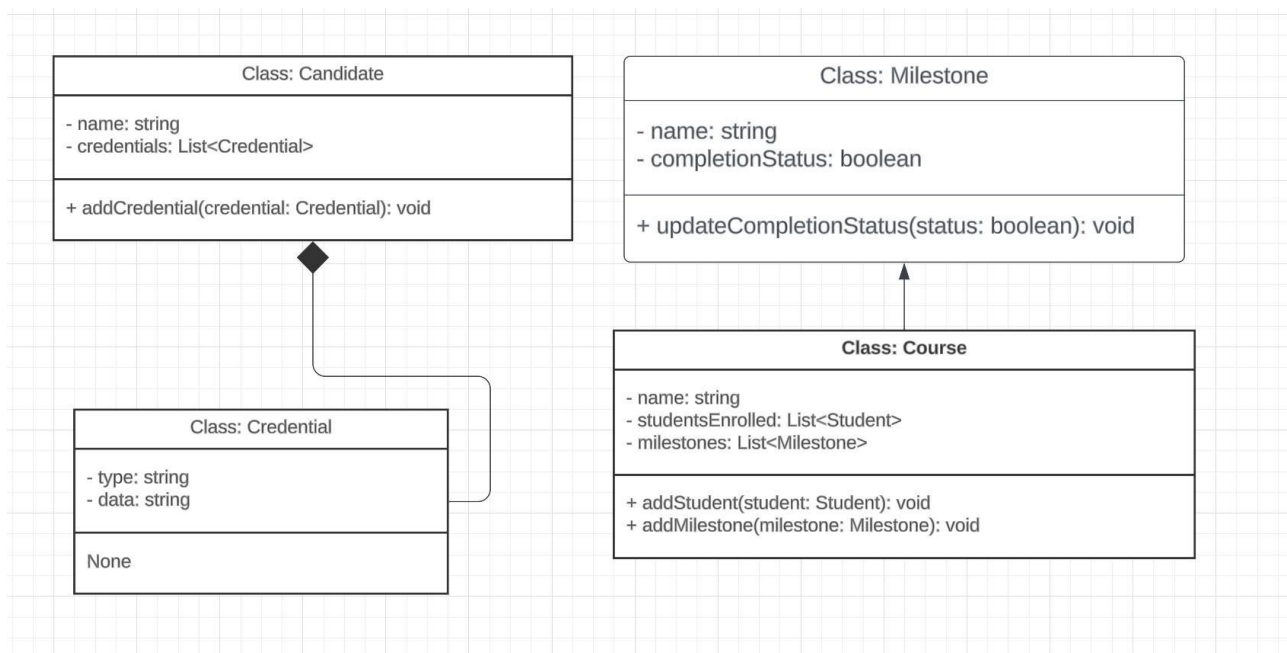 Class: Candidate
- name: string
- credentials: List<Credential>
+ addCredential(credential: Credential): void
Class: Milestone
- name: string
- completionStatus: boolean
+ updateCompletionStatus(status: boolean): void
Class: Credential
- type: string
- data: string
None
Class: Course
- name: string
- studentsEnrolled: List<Student>
- milestones: List<Milestone>
+ addStudent(student: Student): void
+ addMilestone(milestone: Milestone): void